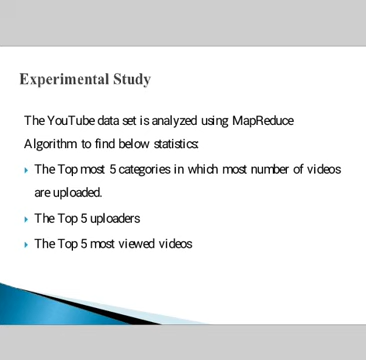 Experimental Study
The YouTube data set is analyzed using MapReduce
Algorithm to find below statistics:
The Top most 5 categories in which most number of videos
are uploaded.
The Top 5 uploaders
The Top 5 most viewed videos